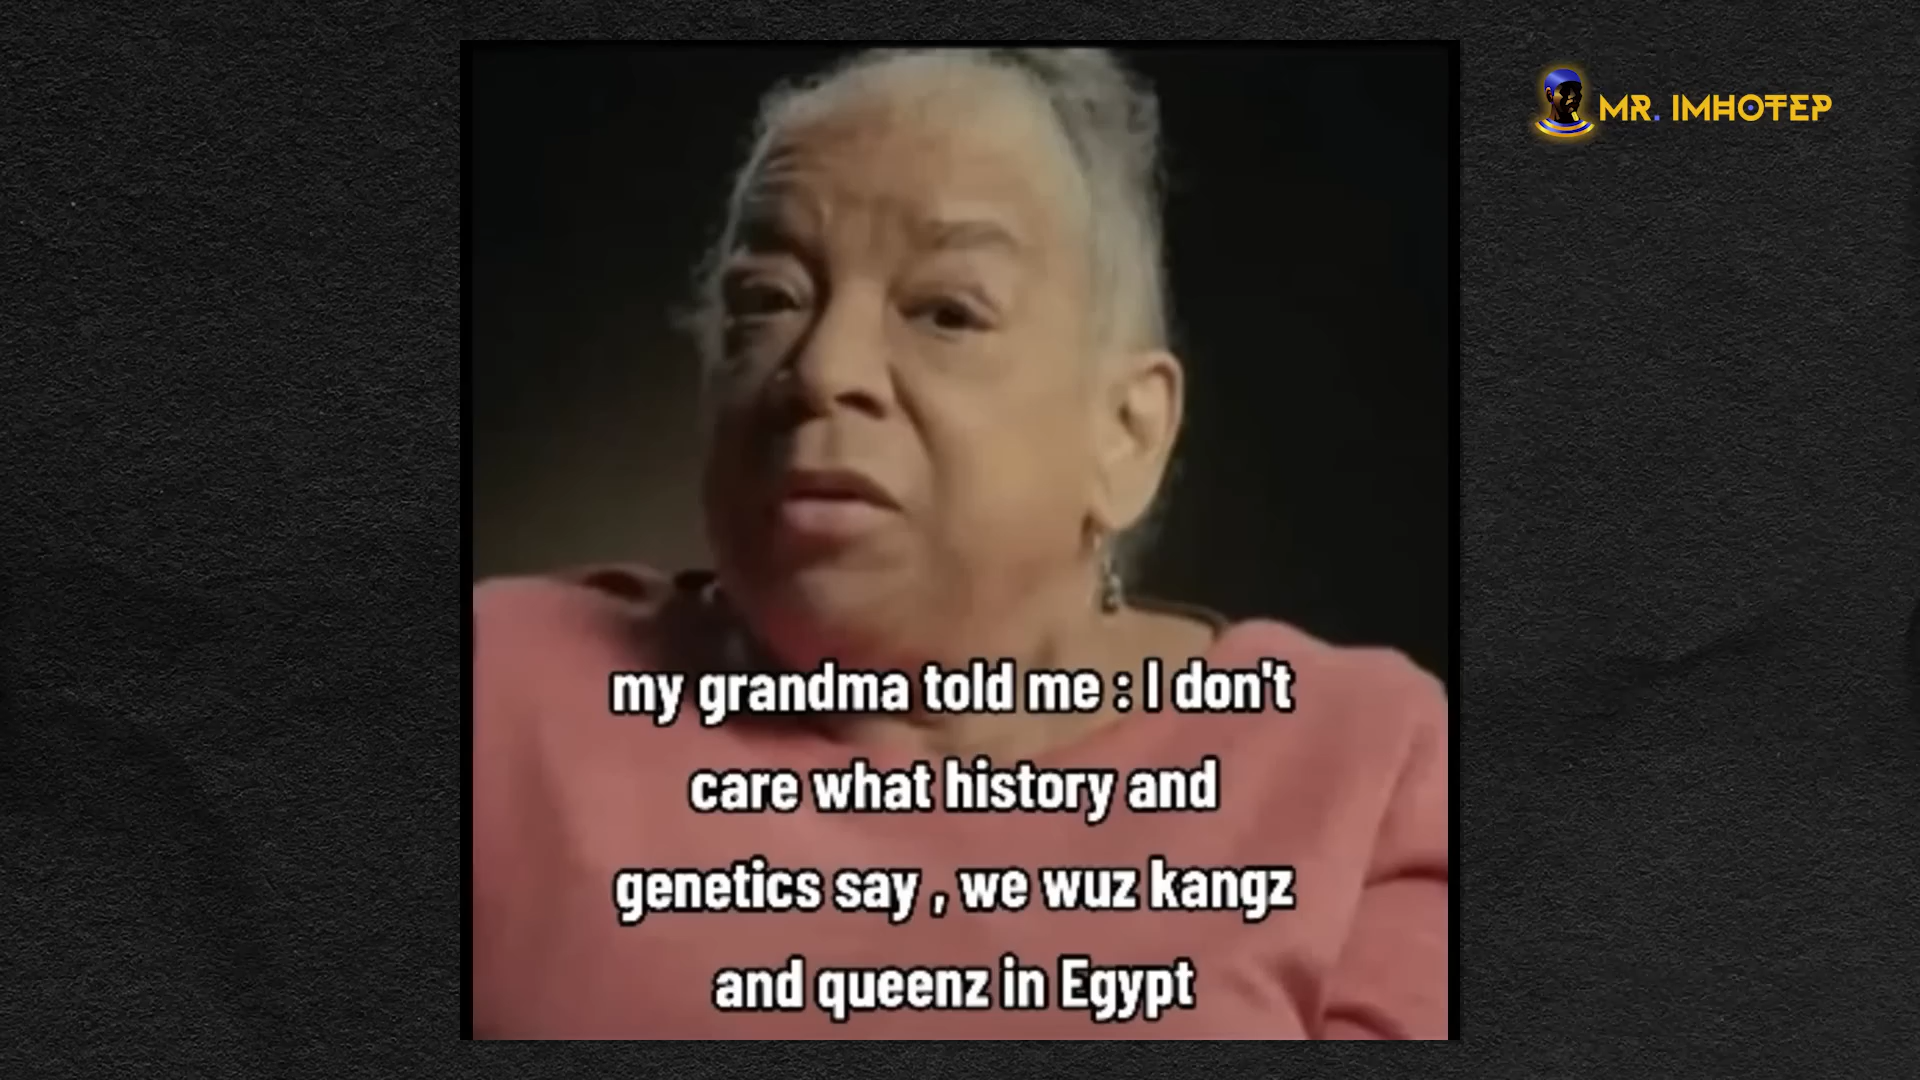 MR. IMHOTEP
my grandma told me : I don't
care what history and
genetics say , we wuz kangz
and queenz in Egypt